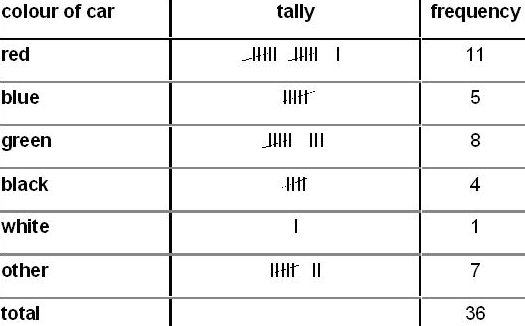 colour of car tally frequency
red 11
blue 5
green 8
black 4
white 1
other 7
total 36